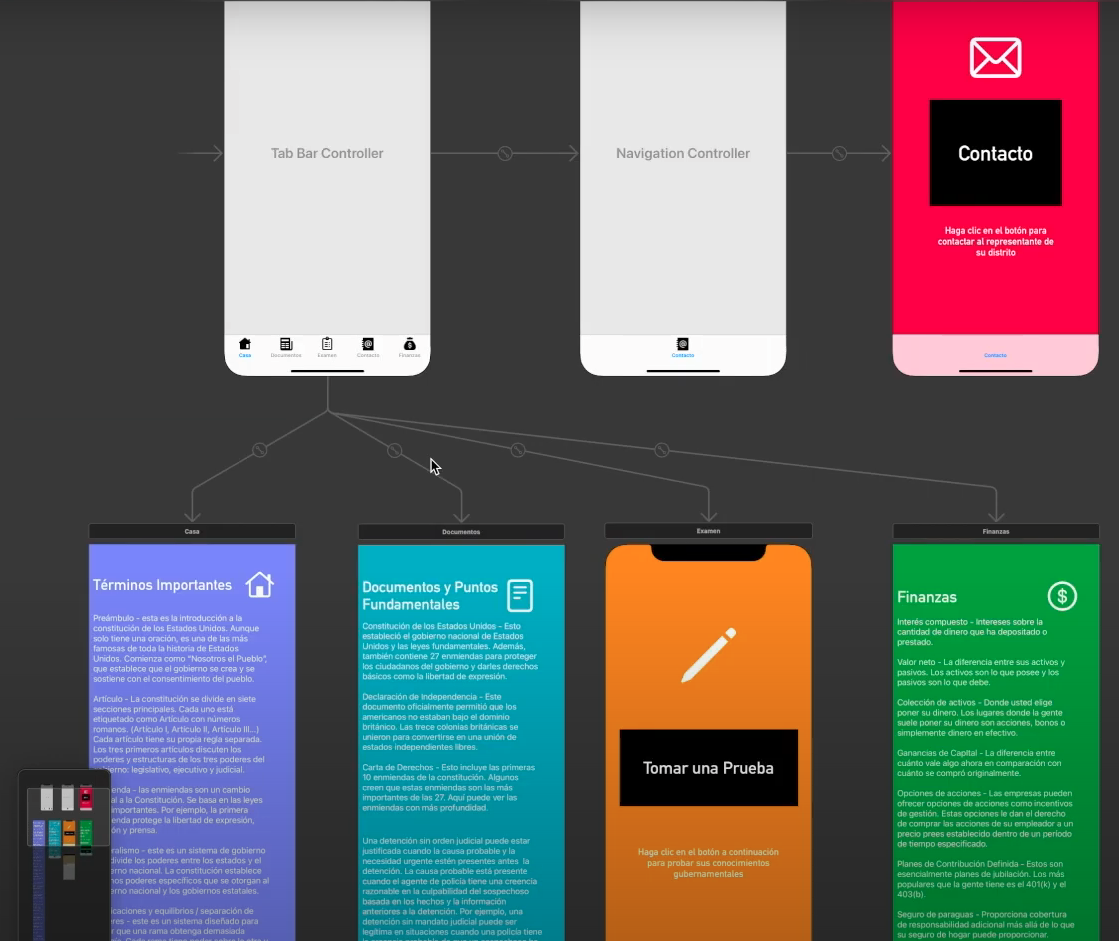 Tab Bar Controller
Navigation Controller
Contacto
Haga clic en el botón para
contactar al representante de
su distrito
Casa
Documentos
Examen
Contacto
Finanzas
Contacto
Contacto
Casa
Documentos
Examen
Finanzas
Términos Importantes
Preámbulo - esta es la introducción a la
constitución de los Estados Unidos. Aunque
solo tiene una oración, es una de las más
famosas de toda la historia de Estados
Unidos. Comienza como "Nosotros el Pueblo",
que establece que el gobierno se crea y se
sostiene con el consentimiento del pueblo.
Artículo - La constitución se divide en siete
secciones principales. Cada uno está
etiquetado como Artículo con números
romanos. (Artículo I, Artículo II, Artículo III...)
Cada artículo tiene su propia regla separada.
Los tres primeros artículos discuten los
poderes y estructuras de los tres poderes del
ierno: legislativo, ejecutivo y judicial.
enda - las enmiendas son un cambio
al a la Constitución. Se basa en las leyes
importantes. Por ejemplo, la primera
enda protege la libertad de expresión,
ón y prensa.
eralismo - este es un sistema de gobierno
divide los poderes entre los estados y el
erno nacional. La constitución establece
nos poderes específicos que se otorgan al
erno nacional y los gobiernos estatales.
icaciones y equilibrios / separación de
eres - este es un sistema diseñado para
r que una rama obtenga demasiada
Documentos y Puntos
Fundamentales
Constitución de los Estados Unidos - Esto
estableció el gobierno nacional de Estados
Unidos y las leyes fundamentales. Además,
también contiene 27 enmiendas para proteger
los ciudadanos del gobierno y darles derechos
básicos como la libertad de expresión.
Declaración de Independencia - Este
documento oficialmente permitió que los
americanos no estaban bajo el dominio
británico. Las trece colonias británicas se
unieron para convertirse en una unión de
estados independientes libres.
Carta de Derechos - Esto incluye las primeras
10 enmiendas de la constitución. Algunos
creen que estas enmiendas son las más
importantes de las 27. Aquí puede ver las
enmiendas con más profundidad.
Una detención sin orden judicial puede estar
justificada cuando la causa probable y la
necesidad urgente estén presentes antes la
detención. La causa probable está presente
cuando el agente de policía tiene una creencia
razonable en la culpabilidad del sospechoso
basada en los hechos y la información
anteriores a la detención. Por ejemplo, una
detención sin mandato judicial puede ser
legítima en situaciones cuando una policía tiene
Tomar una Prueba
Haga clic en el botón a continuación
para probar sus conocimientos
gubernamentales
Finanzas
Interés compuesto - Intereses sobre la
cantidad de dinero que ha depositado o
prestado.
Valor neto - La diferencia entre sus activos y
pasivos. Los activos son lo que posee y los
pasivos son lo que debe.
Colección de activos - Donde usted elige
poner su dinero. Los lugares donde la gente
suele poner su dinero son acciones, bonos o
simplemente dinero en efectivo.
Ganancias de Capital - La diferencia entre
cuánto vale algo ahora en comparación con
cuánto se compró originalmente.
Opciones de acciones - Las empresas pueden
ofrecer opciones de acciones como incentivos
de gestión. Estas opciones le dan el derecho
de comprar las acciones de su empleador a un
precio prees establecido dentro de un período
de tiempo especificado.
Planes de Contribución Definida - Estos son
esencialmente planes de jubilación. Los más
populares que la gente tiene es el 401(k) y el
403(b).
Seguro de paraguas - Proporciona cobertura
de responsabilidad adicional más allá de lo que
su seguro de hogar puede proporcionar.